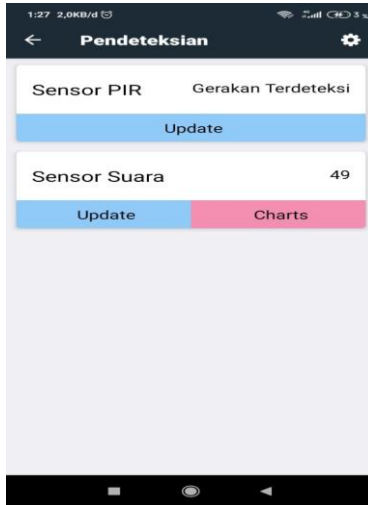 1:27 2,0KB/d
Pendeteksian
Sensor PIR Gerakan Terdeteksi
Update
Sensor Suara 49
Update Charts